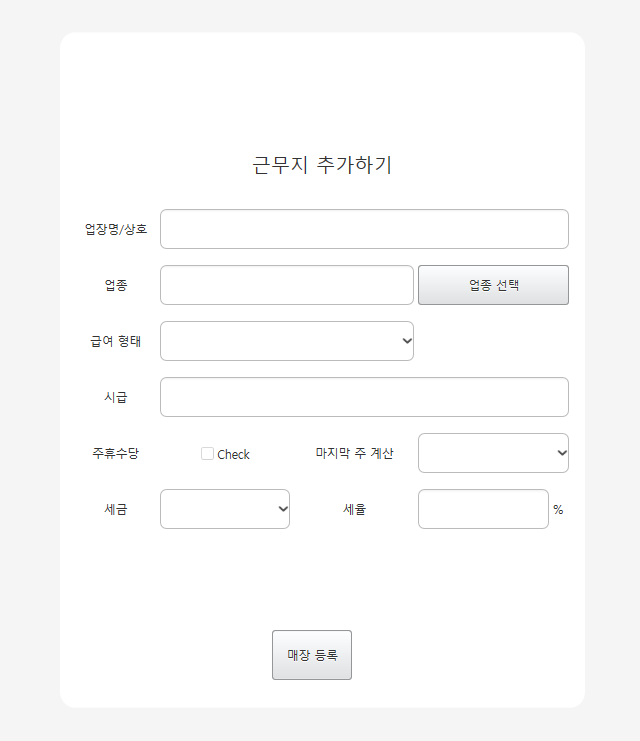 근무지 추가하기
업장명/상호
업종 업종 선택
급여 형태
시급
주휴수당 Check 마지막 주 계산
세금 세율 %
매장 등록